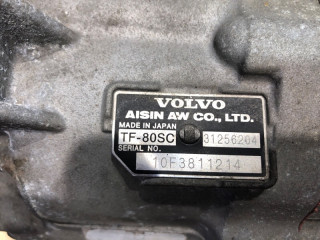 VOLVO
AISIN AW CO., LTD.
MADE IN JAPAN
TF-80SC 31256204
SERIAL NO.
10F3811214